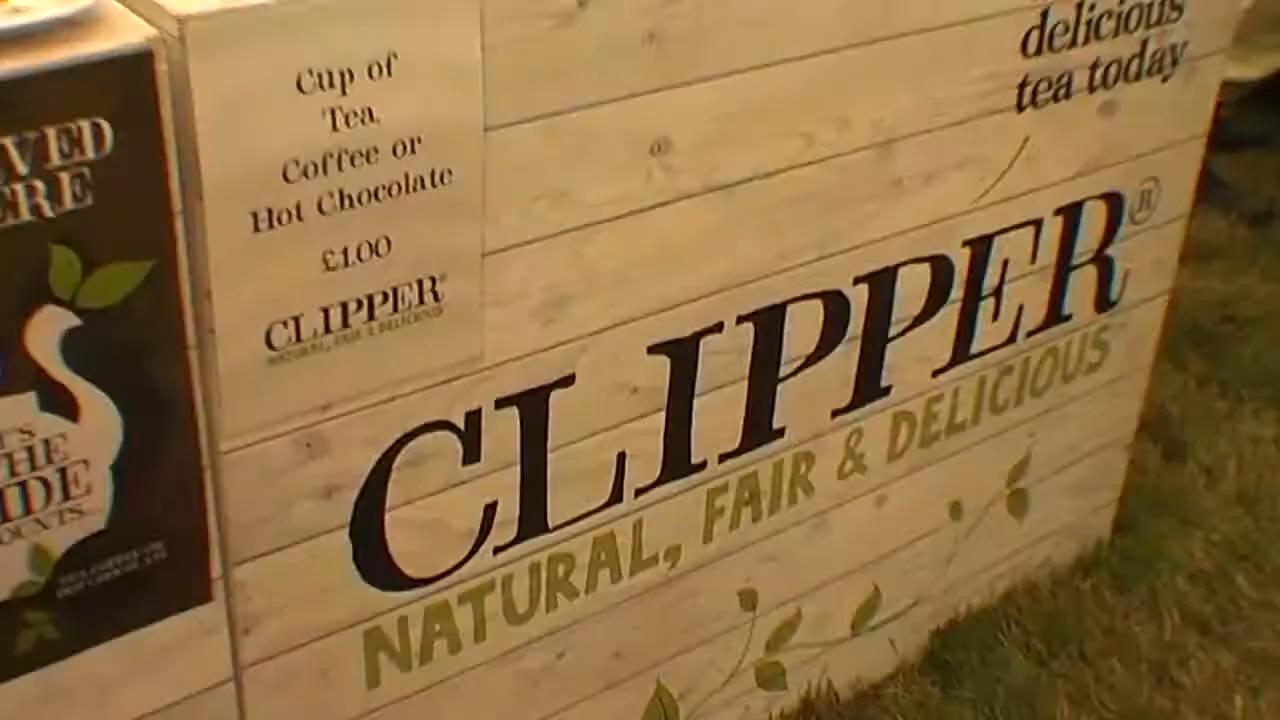 VED
ERE
THE
IDE
Cup of
Tea,
Coffee or
Hot Chocolate
£1.00
CLIPPER
NATURAL, FAIR & DELICIOUS
delicious
tea today
CLIPPER®
NATURAL, FAIR & DELICIOUS